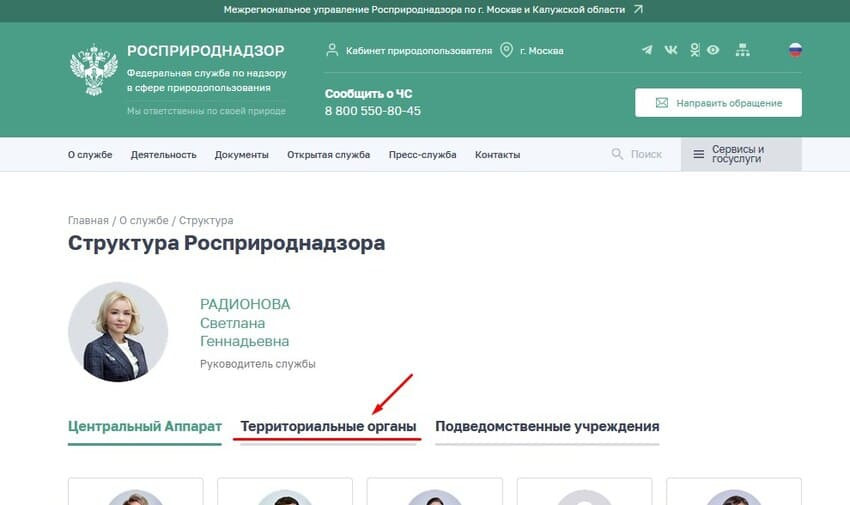 Межрегиональное управление Росприроднадзора по г. Москве и Калужской области
РОСПРИРОДНАДЗОР
Федеральная служба по надзору
в сфере природопользования
Мы ответственны по своей природе
Кабинет природопользователя
г. Москва
Сообщить о ЧС
8 800 550-80-45
Направить обращение
О службе
Деятельность
Документы
Открытая служба
Пресс-служба
Контакты
Поиск
Сервисы и
госуслуги
Главная / О службе / Структура
Структура Росприроднадзора
РАДИОНОВА
Светлана
Геннадьевна
Руководитель службы
Центральный Аппарат
Территориальные органы
Подведомственные учреждения